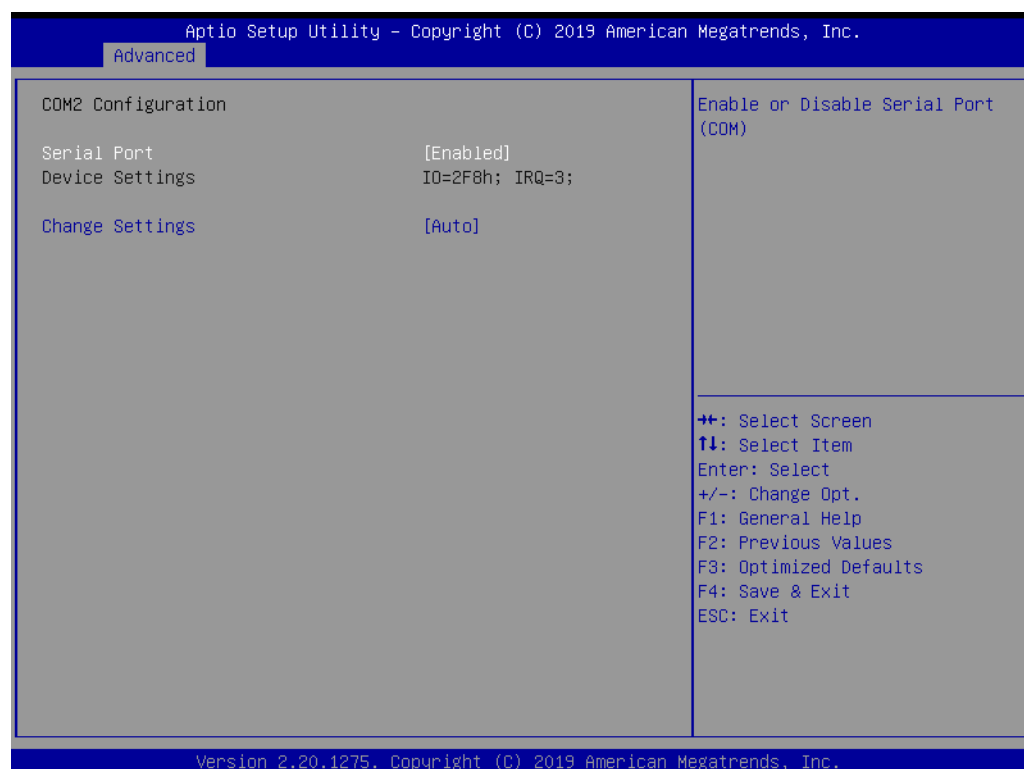 Aptio Setup Utility – Copyright (C) 2019 American Megatrends, Inc.
Advanced
COM2 Configuration
Serial Port [Enabled]
Device Settings IO=2F8h; IRQ=3;
Change Settings [Auto]
Enable or Disable Serial Port
(COM)
→←: Select Screen
↑↓: Select Item
Enter: Select
+/-: Change Opt.
F1: General Help
F2: Previous Values
F3: Optimized Defaults
F4: Save & Exit
ESC: Exit
Version 2.20.1275. Copyright (C) 2019 American Megatrends, Inc.